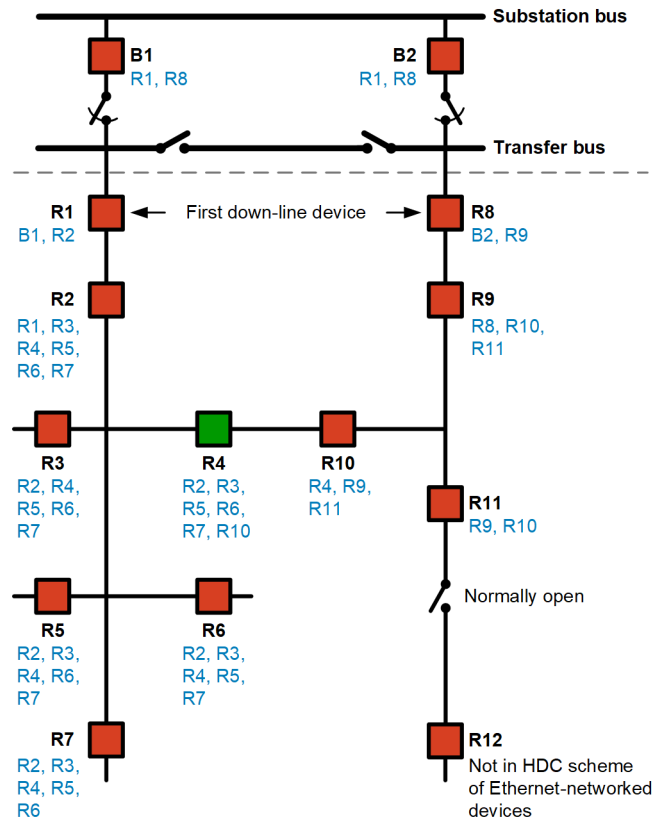 Substation bus
B1
R1, R8
B2
R1, R8
Transfer bus
R1
B1, R2
First down-line device
R8
B2, R9
R2
R1, R3,
R4, R5,
R6, R7
R9
R8, R10,
R11
R3
R2, R4,
R5, R6,
R7
R4
R2, R3,
R5, R6,
R7, R10
R10
R4, R9,
R11
R11
R9, R10
Normally open
R5
R2, R3,
R4, R6,
R7
R6
R2, R3,
R4, R5,
R7
R7
R2, R3,
R4, R5,
R6
R12
Not in HDC scheme
of Ethernet-networked
devices